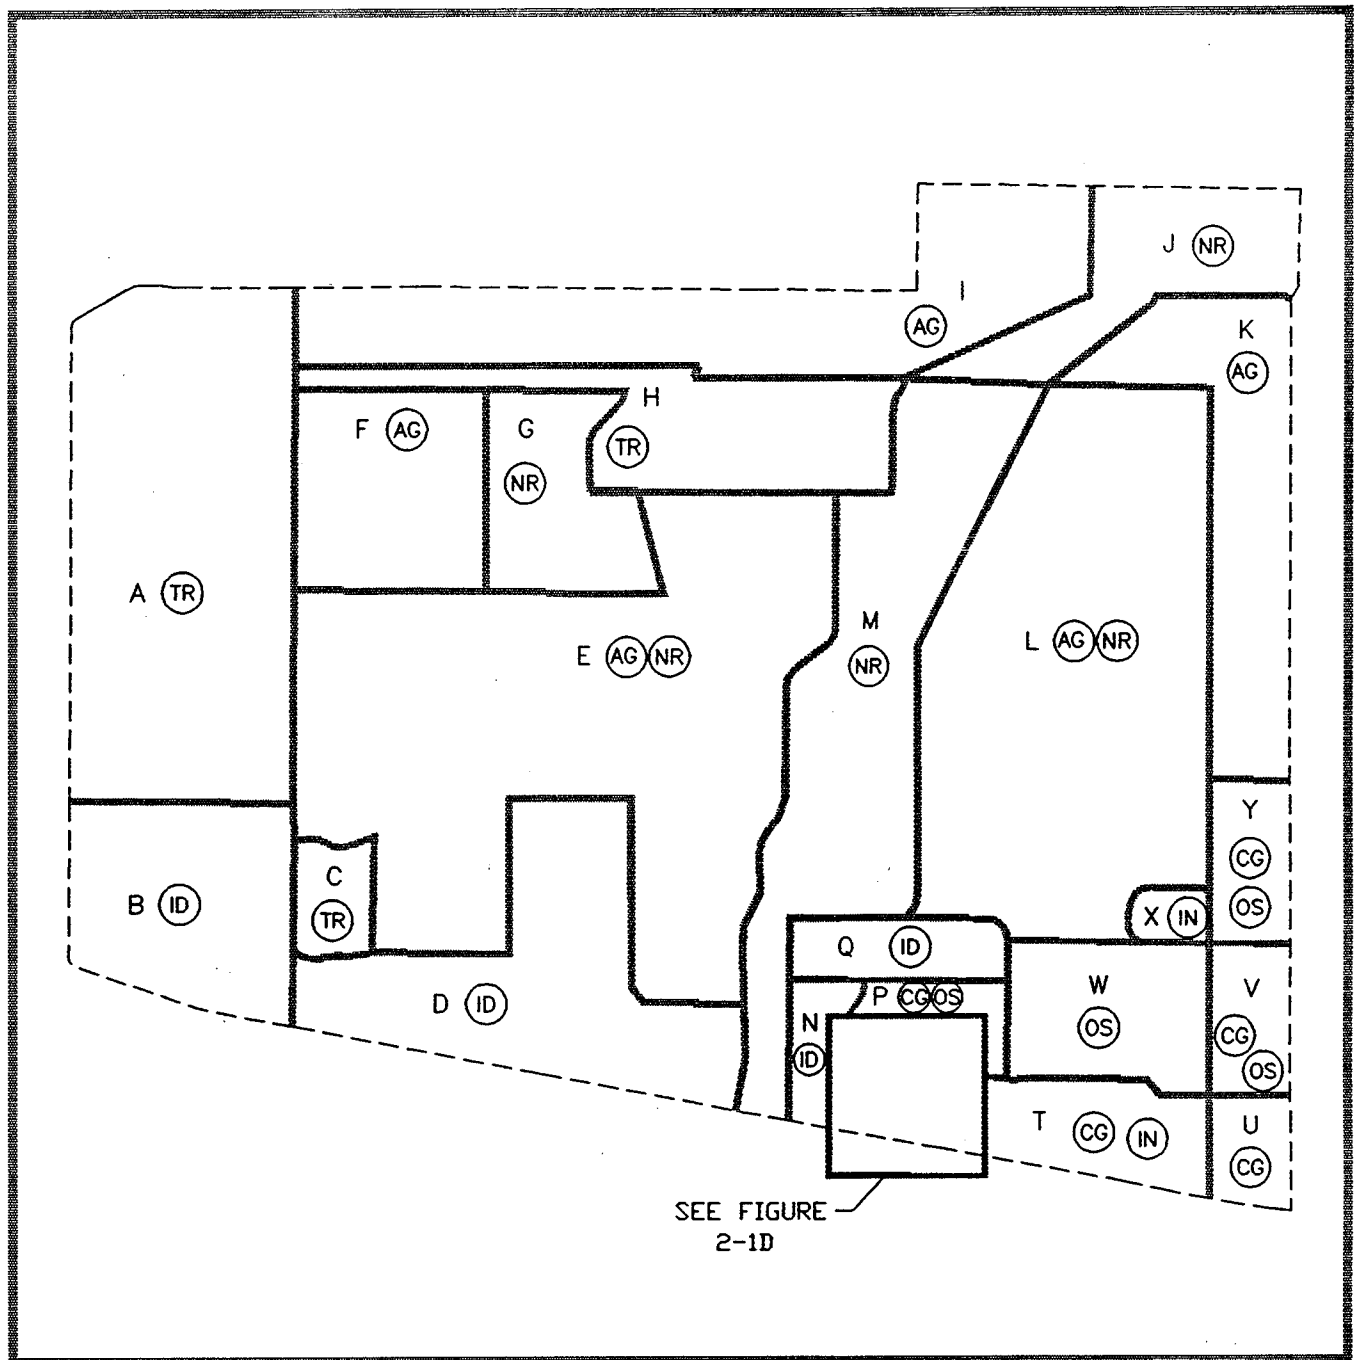 J NR
I
AG
K
AG
H
F AG
G
TR
NR
A TR
M
E AG NR
NR
L AG NR
Y
CG
OS
C
TR
B ID
X IN
Q ID
D ID
P CG OS
W
OS
V
CG
OS
N
ID
T CG IN
U
CG
SEE FIGURE
2-1D